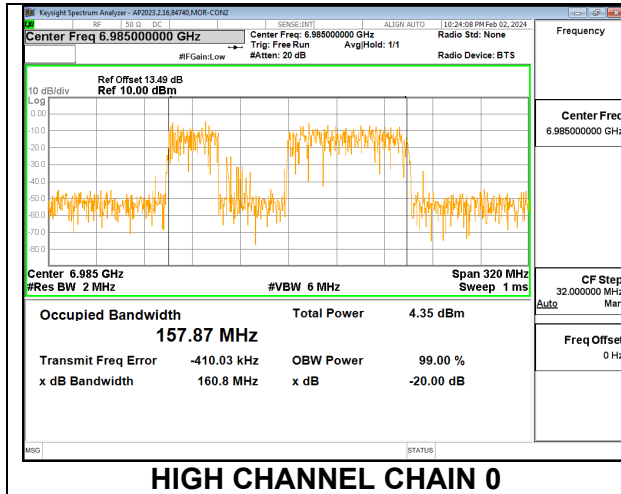 Keysight Spectrum Analyzer - AP2023.2.16,84740,MOR-CON2
RF 50 Ω DC SENSE:INT ALIGN AUTO 10:24:08 PM Feb 02, 2024
Center Freq 6.985000000 GHz
Center Freq: 6.985000000 GHz
Radio Std: None
Trig: Free Run Avg|Hold: 1/1
#IFGain:Low #Atten: 20 dB Radio Device: BTS
Frequency
Ref Offset 13.49 dB
10 dB/div Ref 10.00 dBm
Log
0.00
-10.0
-20.0
-30.0
-40.0
-50.0
-60.0
-70.0
-80.0
Center 6.985 GHz Span 320 MHz
#Res BW 2 MHz #VBW 6 MHz Sweep 1 ms
Occupied Bandwidth Total Power 4.35 dBm
157.87 MHz
Transmit Freq Error -410.03 kHz OBW Power 99.00 %
x dB Bandwidth 160.8 MHz x dB -20.00 dB
Center Freq
6.985000000 GHz
CF Step
32.000000 MHz
Auto Man
Freq Offset
0 Hz
MSG STATUS
HIGH CHANNEL CHAIN 0